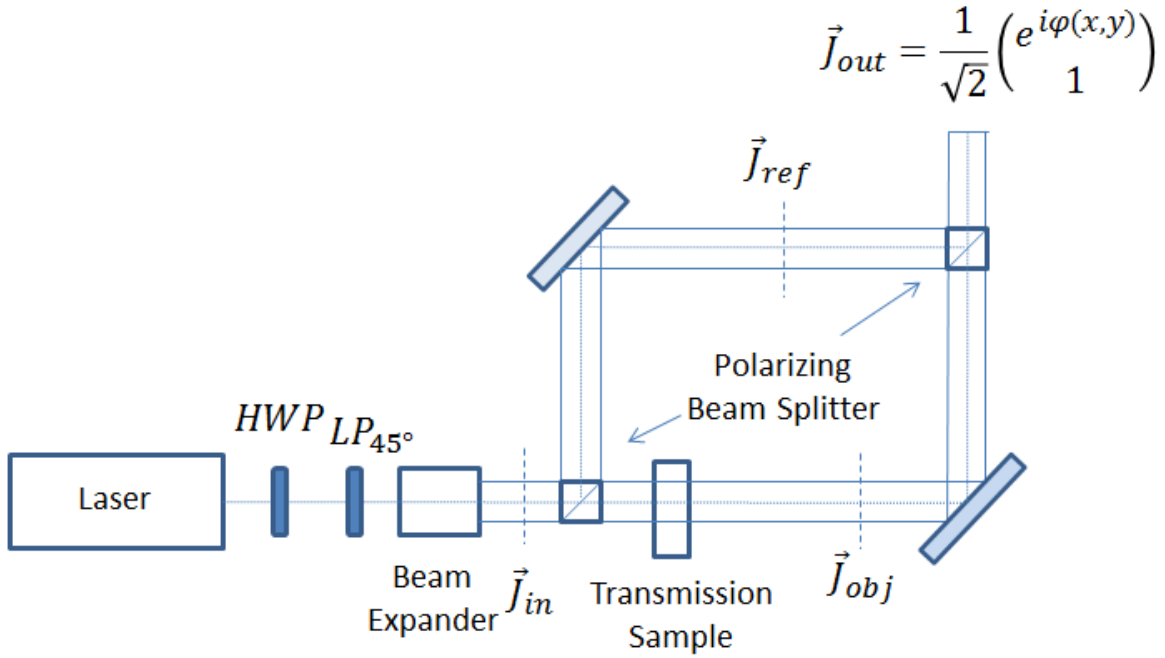 J⃗out = 1/√2 (e^{iφ(x,y)}
1)
J⃗ref
Polarizing
Beam Splitter
HWP LP45°
Laser
Beam
Expander
J⃗in
Transmission
Sample
J⃗obj